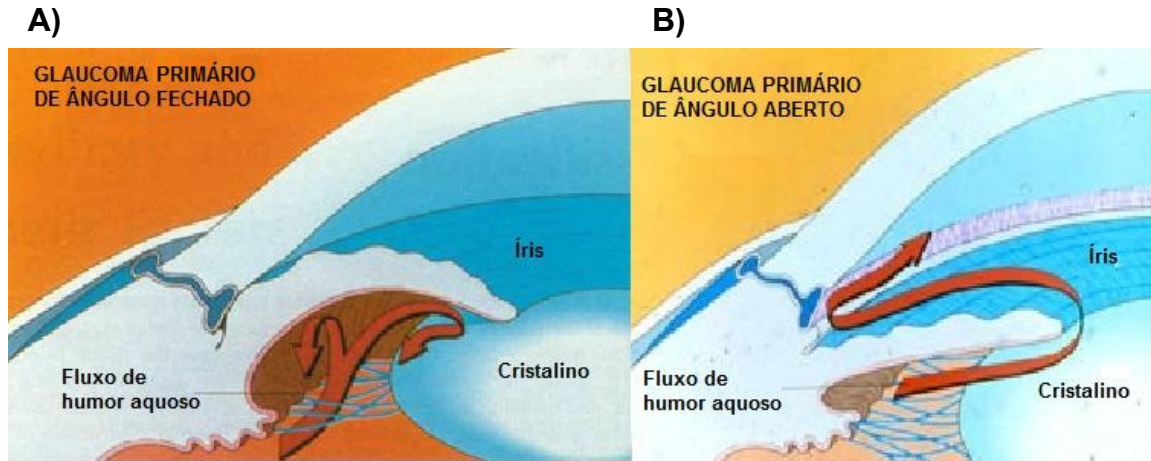 A)
GLAUCOMA PRIMÁRIO
DE ÂNGULO FECHADO
Íris
Fluxo de
humor aquoso
Cristalino
B)
GLAUCOMA PRIMÁRIO
DE ÂNGULO ABERTO
Íris
Fluxo de
humor aquoso
Cristalino